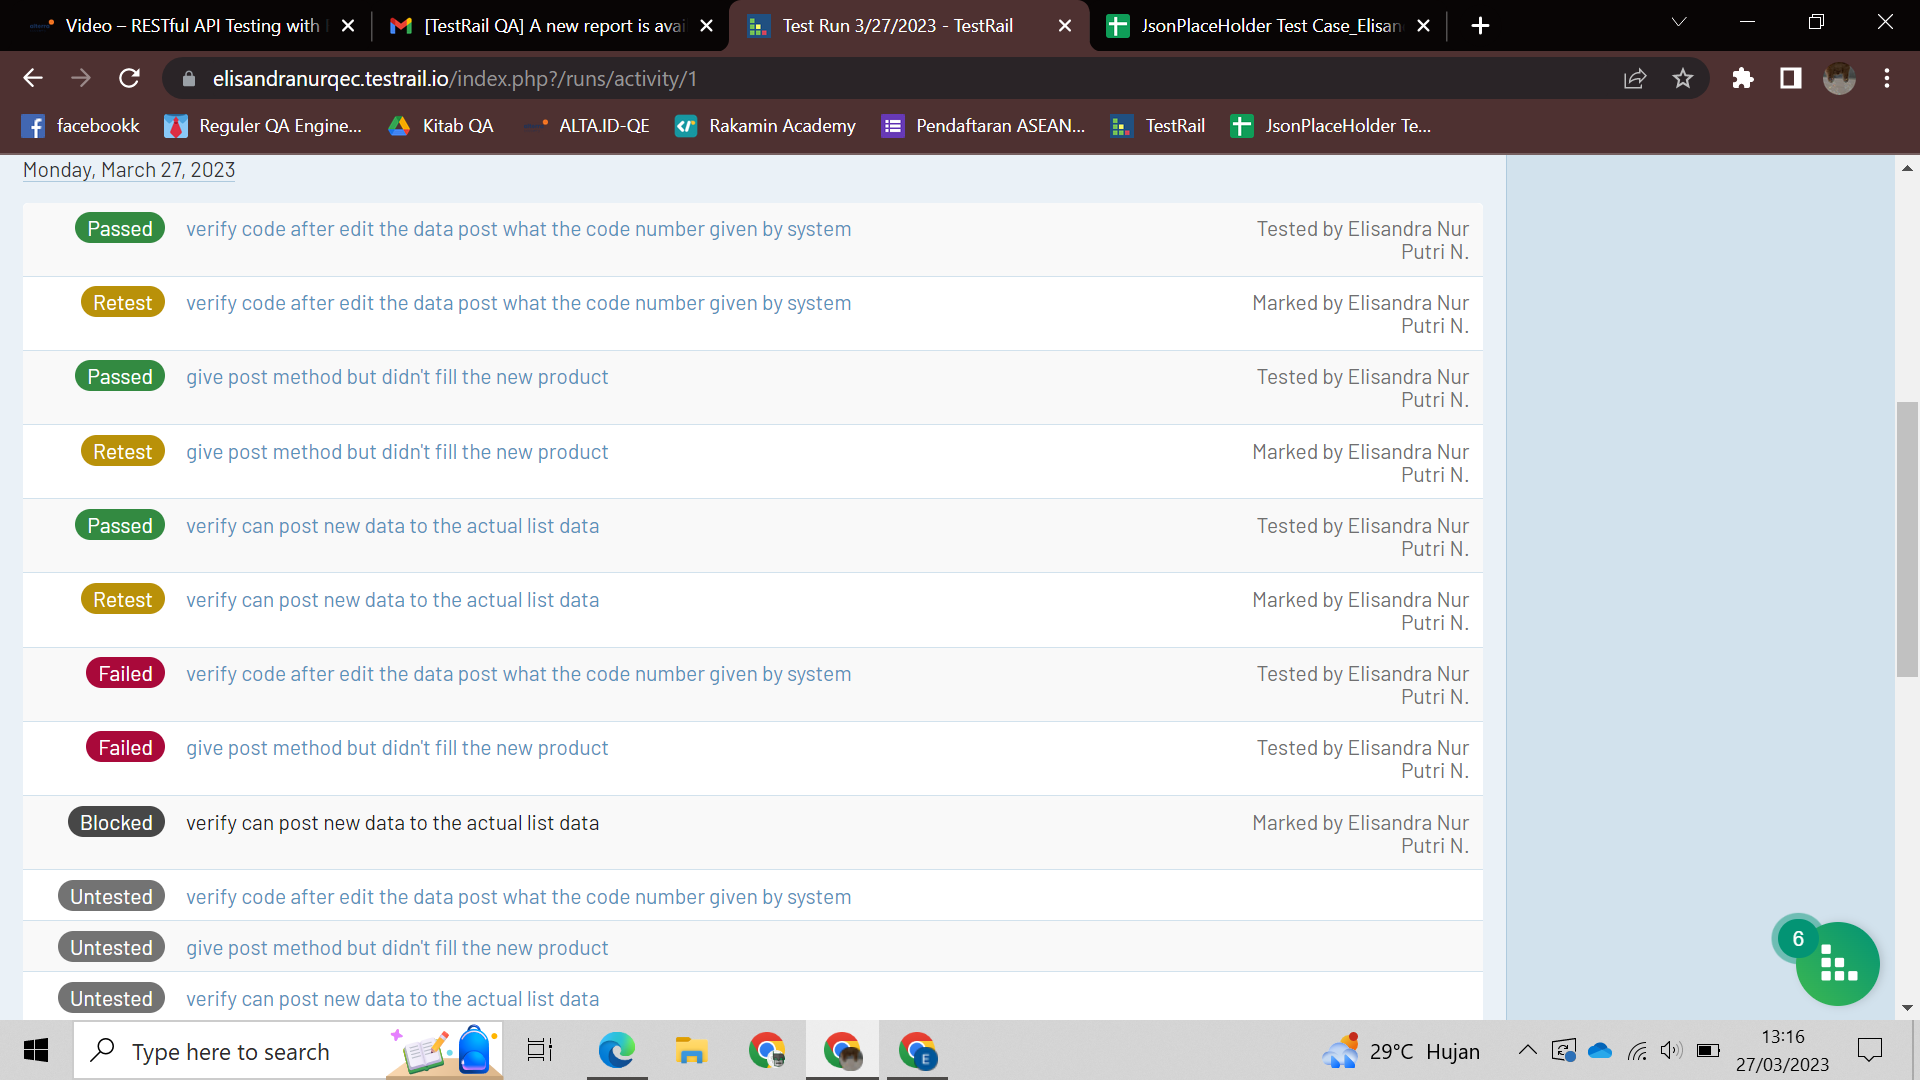 Video – RESTful API Testing with
[TestRail QA] A new report is avai
Test Run 3/27/2023 - TestRail
JsonPlaceHolder Test Case_Elisan
elisandranurqec.testrail.io/index.php?/runs/activity/1
facebookk
Reguler QA Engine...
Kitab QA
ALTA.ID-QE
Rakamin Academy
Pendaftaran ASEAN...
TestRail
JsonPlaceHolder Te...
Monday, March 27, 2023
Passed verify code after edit the data post what the code number given by system Tested by Elisandra Nur
Putri N.
Retest verify code after edit the data post what the code number given by system Marked by Elisandra Nur
Putri N.
Passed give post method but didn't fill the new product Tested by Elisandra Nur
Putri N.
Retest give post method but didn't fill the new product Marked by Elisandra Nur
Putri N.
Passed verify can post new data to the actual list data Tested by Elisandra Nur
Putri N.
Retest verify can post new data to the actual list data Marked by Elisandra Nur
Putri N.
Failed verify code after edit the data post what the code number given by system Tested by Elisandra Nur
Putri N.
Failed give post method but didn't fill the new product Tested by Elisandra Nur
Putri N.
Blocked verify can post new data to the actual list data Marked by Elisandra Nur
Putri N.
Untested verify code after edit the data post what the code number given by system
Untested give post method but didn't fill the new product
Untested verify can post new data to the actual list data
6
Type here to search
E
29°C Hujan
13:16
27/03/2023